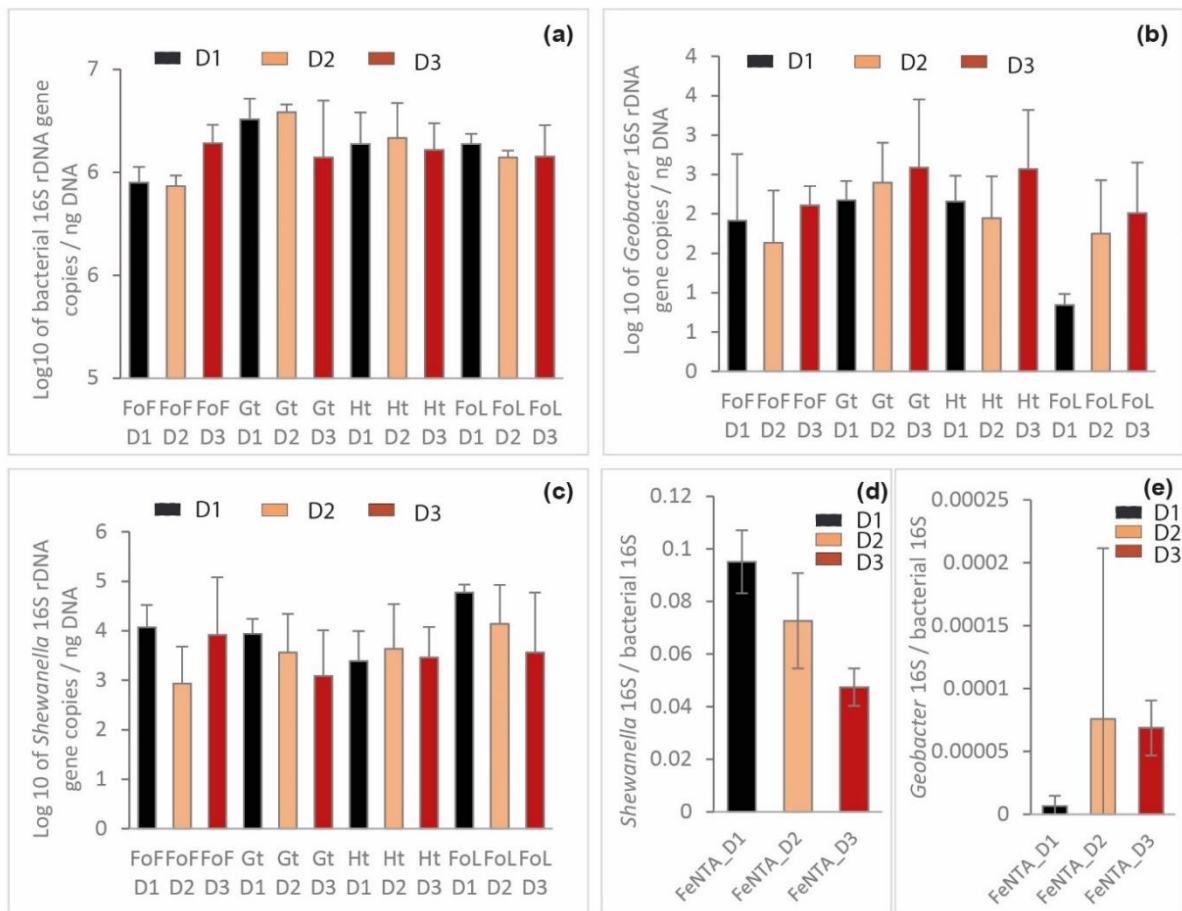 (a)
D1 D2 D3
Log10 of bacterial 16S rDNA gene
copies / ng DNA
7
6
6
5
FoF FoF FoF Gt Gt Gt Ht Ht Ht FoL FoL FoL
D1 D2 D3 D1 D2 D3 D1 D2 D3 D1 D2 D3
(b)
D1 D2 D3
Log 10 of Geobacter 16S rDNA
gene copies / ng DNA
4
4
3
3
2
2
1
1
0
FoF FoF FoF Gt Gt Gt Ht Ht Ht FoL FoL FoL
D1 D2 D3 D1 D2 D3 D1 D2 D3 D1 D2 D3
(c)
D1 D2 D3
Log 10 of Shewanella 16S rDNA
gene copies / ng DNA
6
5
4
3
2
1
0
FoF FoF FoF Gt Gt Gt Ht Ht Ht FoL FoL FoL
D1 D2 D3 D1 D2 D3 D1 D2 D3 D1 D2 D3
(d)
D1
D2
D3
Shewanella 16S / bacterial 16S
0.12
0.1
0.08
0.06
0.04
0.02
0
FeNTA_D1
FeNTA_D2
FeNTA_D3
(e)
D1
D2
D3
Geobacter 16S / bacterial 16S
0.00025
0.0002
0.00015
0.0001
0.00005
0
FeNTA_D1
FeNTA_D2
FeNTA_D3